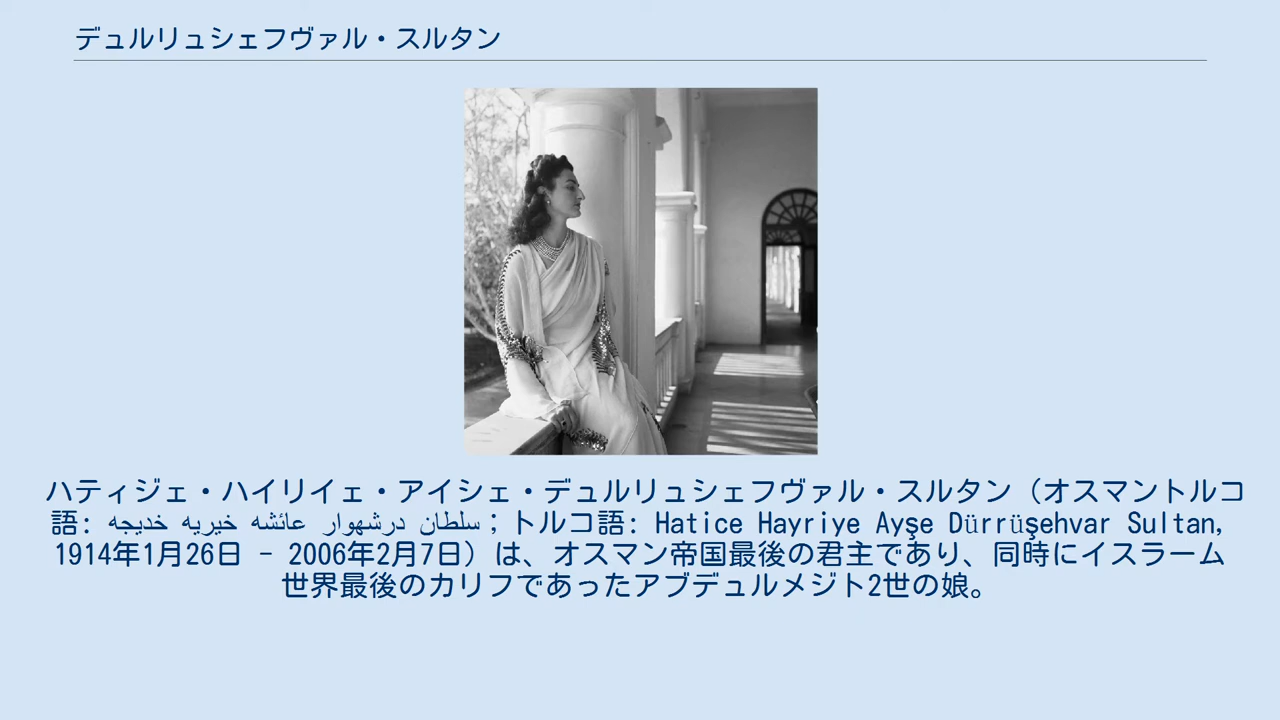 デュルリュシェフヴァル・スルタン
ハティジェ・ハイリイェ・アイシェ・デュルリュシェフヴァル・スルタン（オスマントルコ
語: خدیجه خیریه عائشه درشهوار سلطان；トルコ語: Hatice Hayriye Ayşe Dürrüşehvar Sultan,
1914年1月26日 - 2006年2月7日）は、オスマン帝国最後の君主であり、同時にイスラーム
世界最後のカリフであったアブデュルメジト2世の娘。